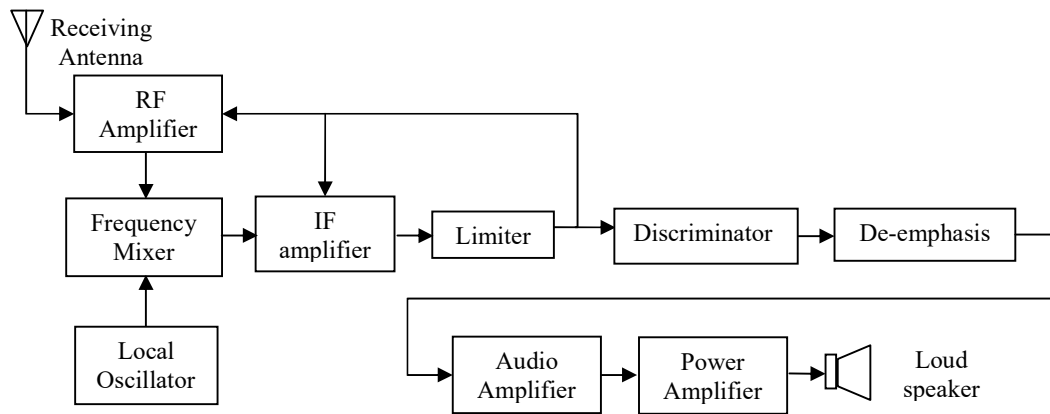 Receiving
Antenna
RF
Amplifier
Frequency
Mixer
IF
amplifier
Limiter
Discriminator
De-emphasis
Local
Oscillator
Audio
Amplifier
Power
Amplifier
Loud
speaker